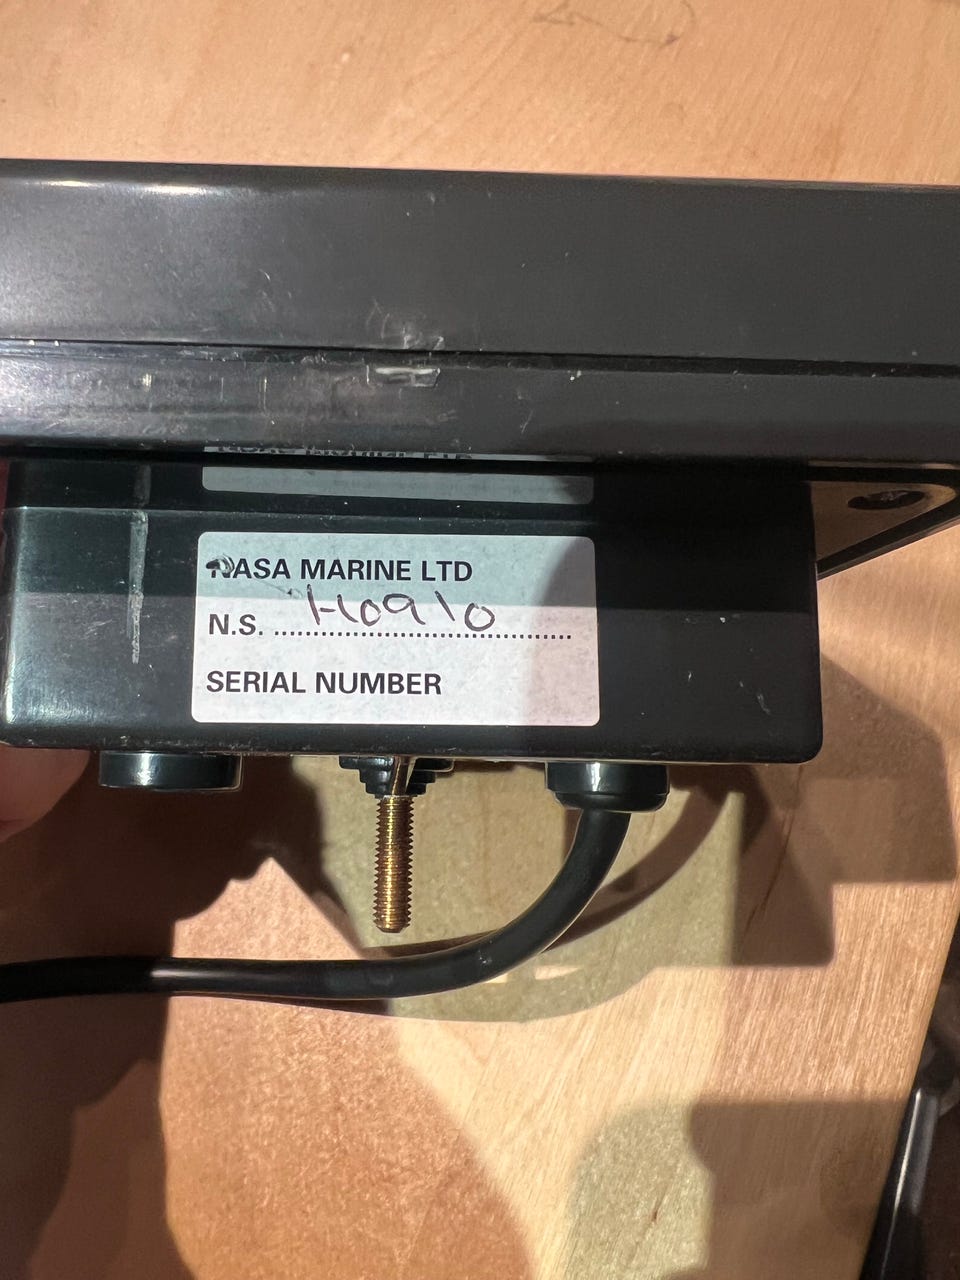 NASA MARINE LTD
N.S. H0910
SERIAL NUMBER